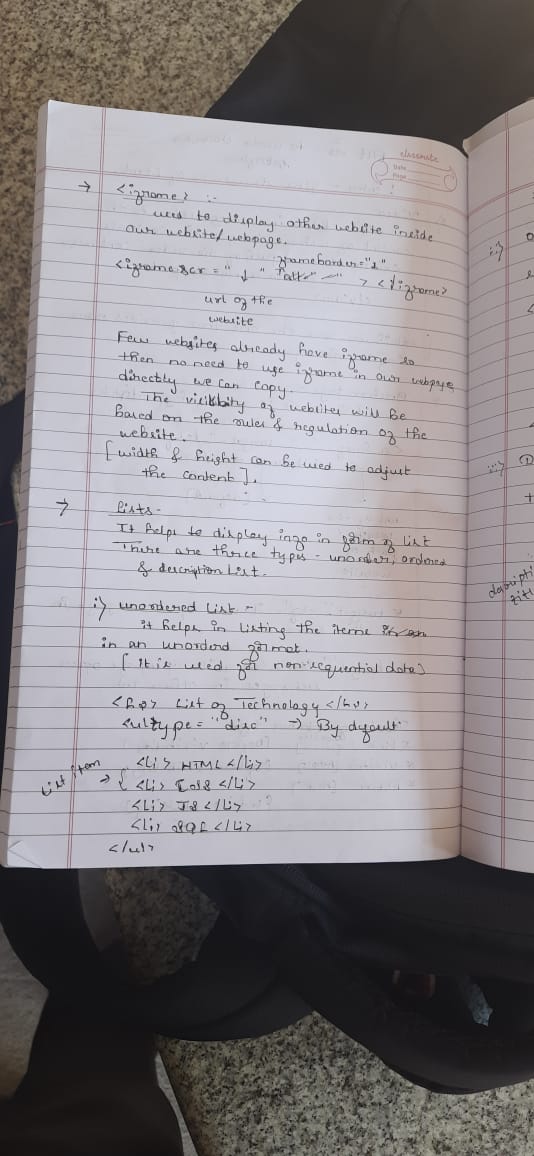 classmate
Date
Page
→ <iframe> :-
used to display other website inside
our website/webpage.
frameborder="1"
<iframe scr = " ↓ " > </iframe>
url of the
website
Few websites already have iframe so
then no need to use iframe in our webpage
directly we can copy.
The visibility of websites will be
based on the rules & regulation of the
website.
[ width & height can be used to adjust
the content ].
→ Lists -
It helps to display info in form of list
There are three types - unorder, ordered
& description List.
i) unordered List -
it helps in listing the items
in an unorderd format.
[ It is used for non-sequential data]
<h2> List of Technology </h2>
<ul type = "disc" → By default
<li> HTML </li>
List item → { <li> CSS </li>
<li> JS </li>
<li> SQL </li>
</ul>
ii)
iii) ①